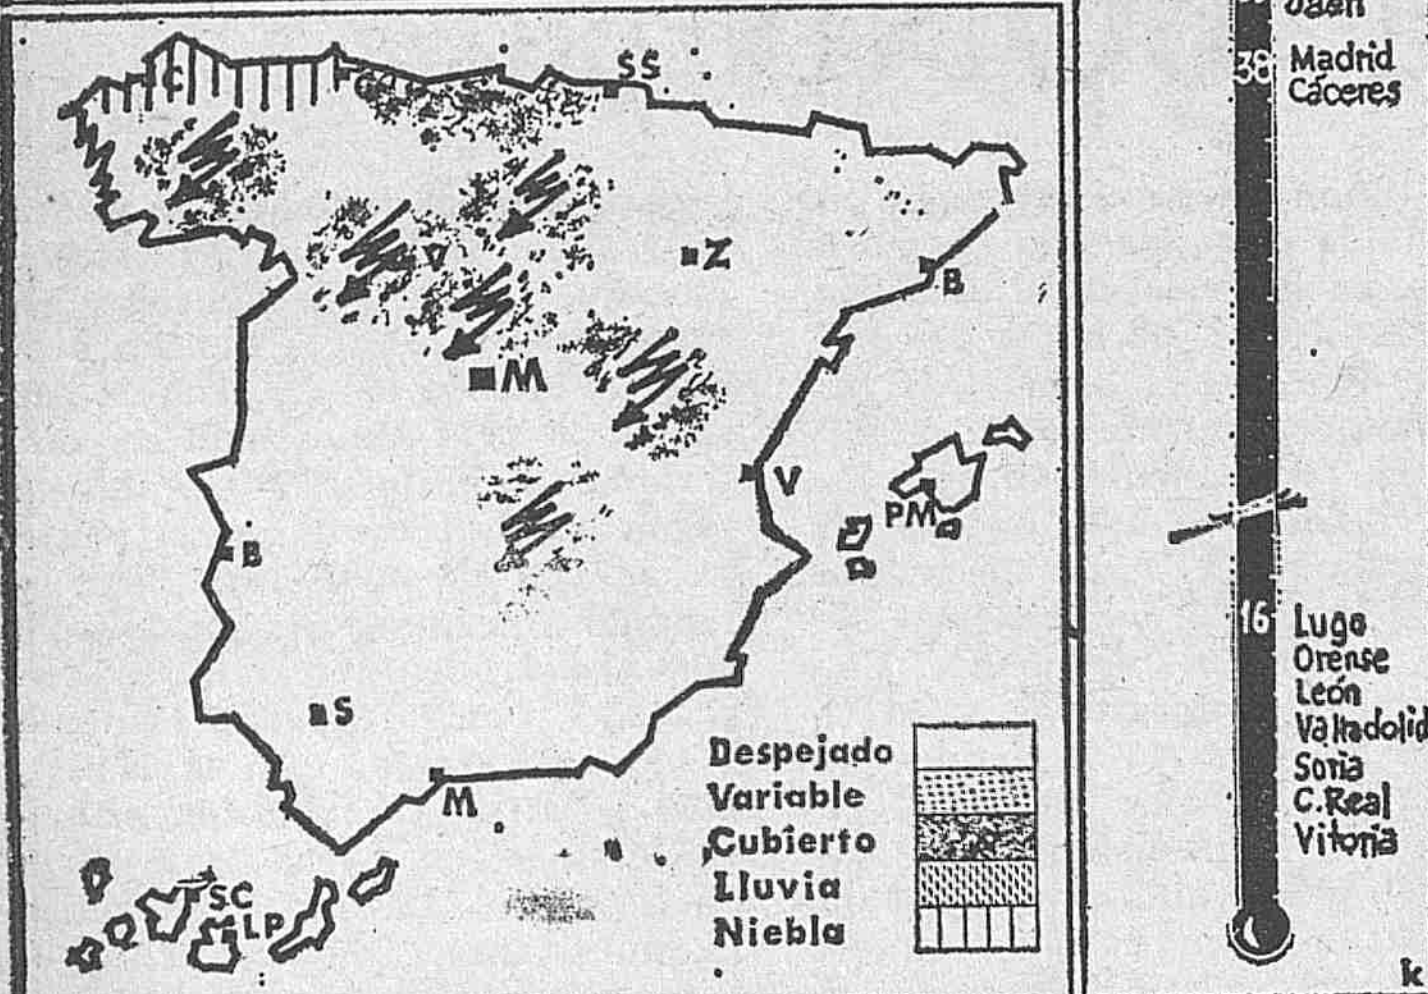 SS
C
G
V
Z
B
M
V
PM
B
S
M
SC
LP
Despejado
Variable
Cubierto
Lluvia
Niebla
Jaén
38
Madrid
Cáceres
16
Lugo
Orense
León
Valladolid
Soria
C.Real
Vitoria